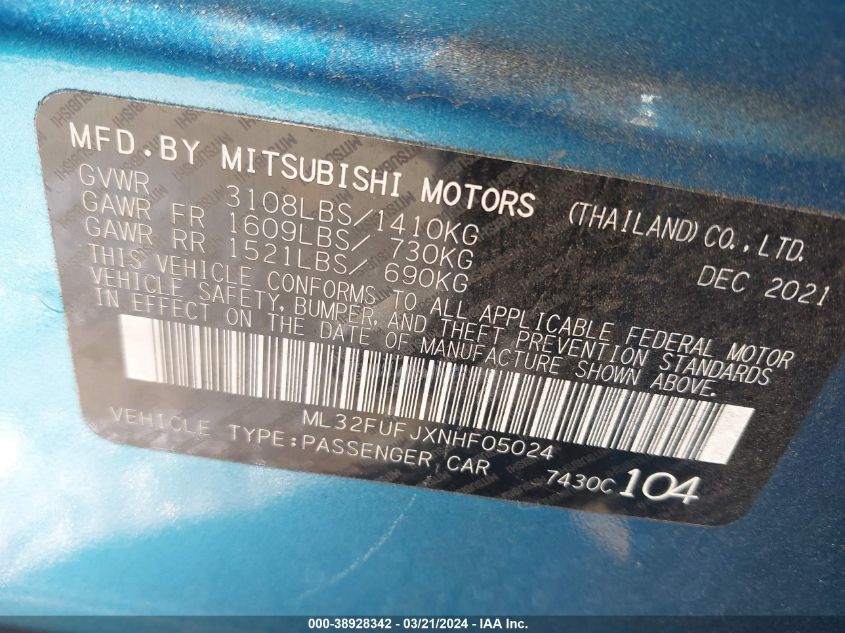 MFD.BY MITSUBISHI MOTORS (THAILAND) CO., LTD.
GVWR 3108LBS/1410KG
GAWR FR 1609LBS/ 730KG
GAWR RR 1521LBS/ 690KG
DEC 2021
THIS VEHICLE CONFORMS TO ALL APPLICABLE FEDERAL MOTOR
VEHICLE SAFETY, BUMPER, AND THEFT PREVENTION STANDARDS
IN EFFECT ON THE DATE OF MANUFACTURE SHOWN ABOVE.
ML32FUFJXNHF05024
VEHICLE TYPE:PASSENGER CAR
7430C 104
000-38928342 - 03/21/2024 - IAA Inc.